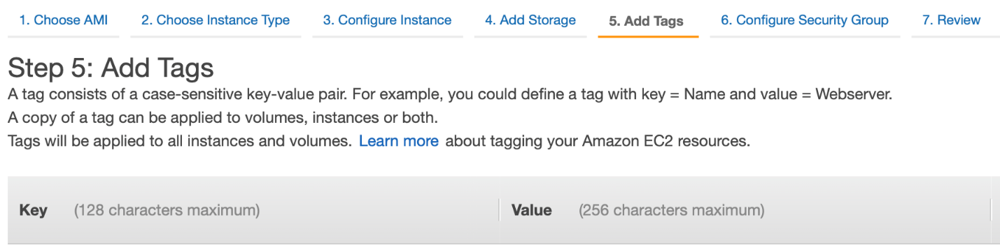 1. Choose AMI 2. Choose Instance Type 3. Configure Instance 4. Add Storage 5. Add Tags 6. Configure Security Group 7. Review
Step 5: Add Tags
A tag consists of a case-sensitive key-value pair. For example, you could define a tag with key = Name and value = Webserver.
A copy of a tag can be applied to volumes, instances or both.
Tags will be applied to all instances and volumes. Learn more about tagging your Amazon EC2 resources.
Key (128 characters maximum) Value (256 characters maximum)